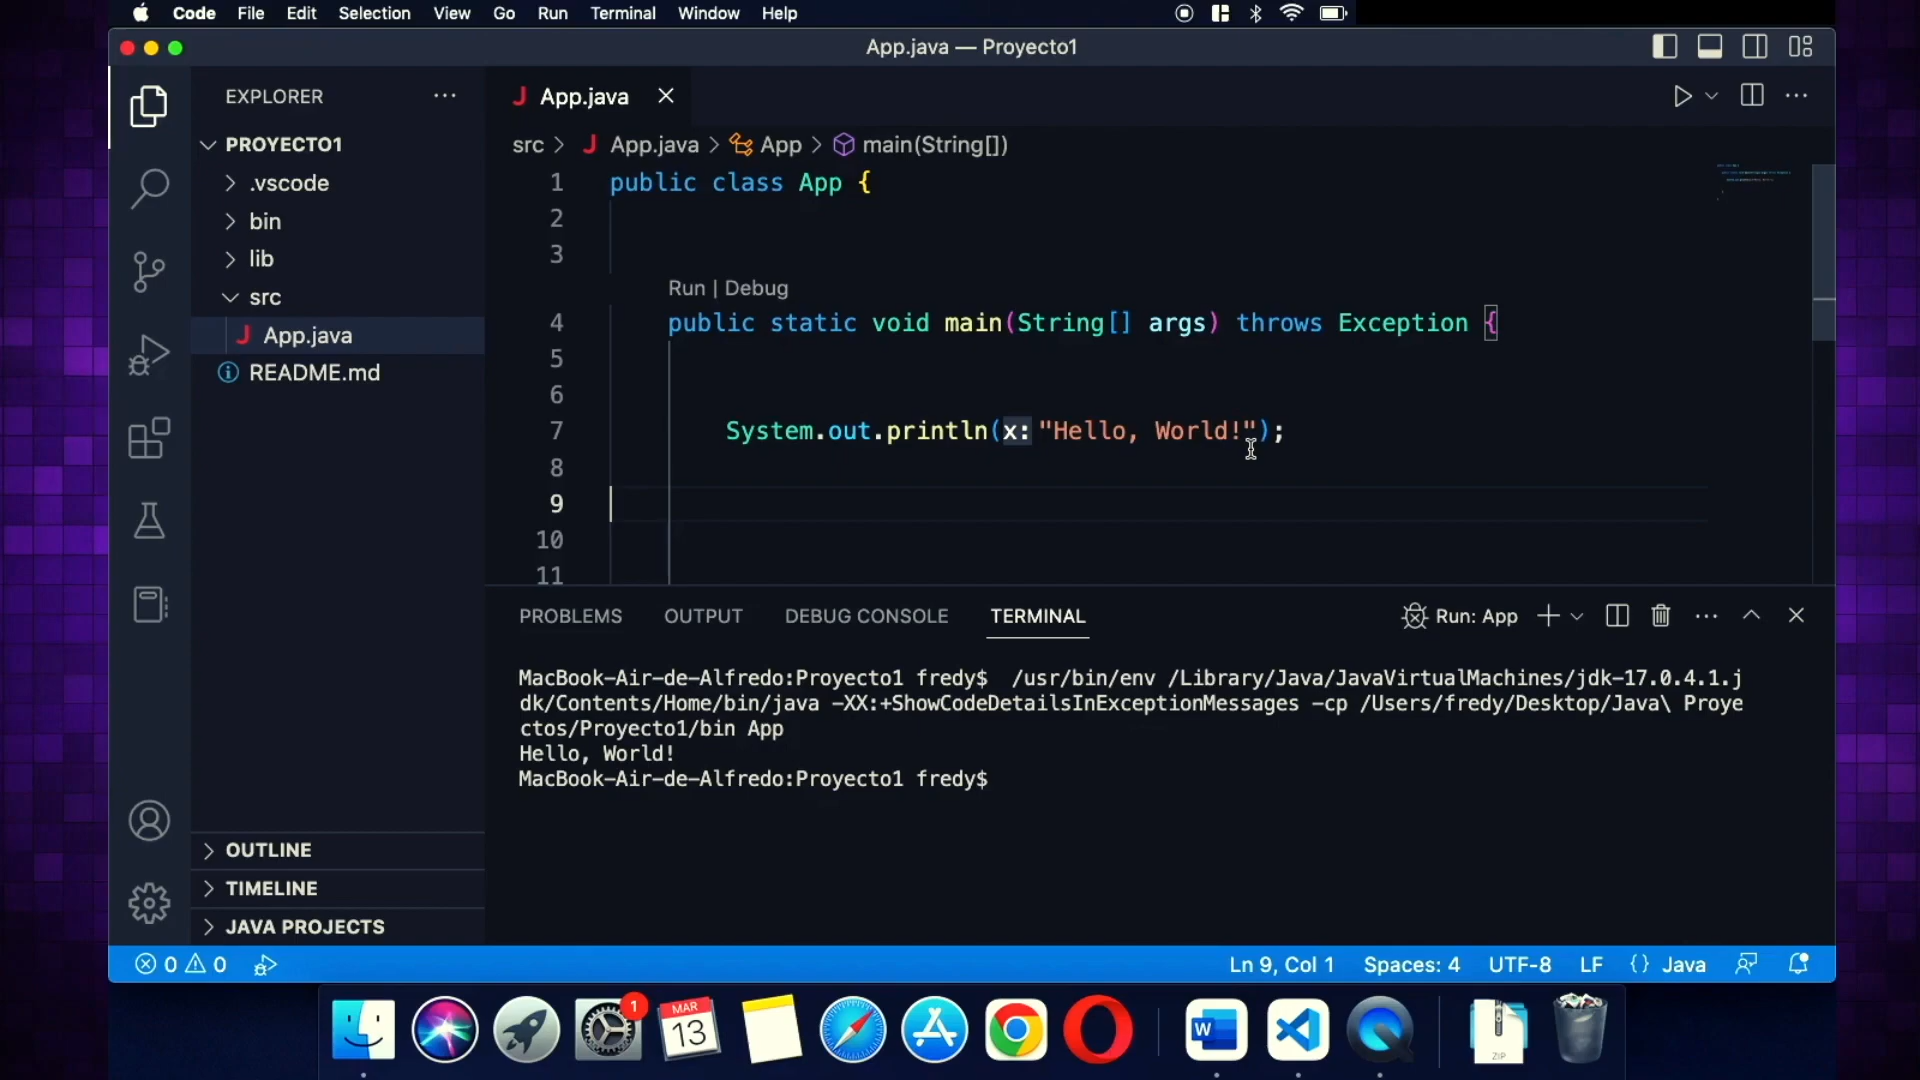 Code File Edit Selection View Go Run Terminal Window Help
App.java — Proyecto1
EXPLORER
PROYECTO1
.vscode
bin
lib
src
App.java
README.md
OUTLINE
TIMELINE
JAVA PROJECTS
App.java
src > App.java > App > main(String[])
1 public class App {
2
3
Run | Debug
4 public static void main(String[] args) throws Exception {
5
6
7 System.out.println(x: "Hello, World!");
8
9
10
11
PROBLEMS OUTPUT DEBUG CONSOLE TERMINAL Run: App
MacBook-Air-de-Alfredo:Proyecto1 fredy$ /usr/bin/env /Library/Java/JavaVirtualMachines/jdk-17.0.4.1.j
dk/Contents/Home/bin/java -XX:+ShowCodeDetailsInExceptionMessages -cp /Users/fredy/Desktop/Java\ Proye
ctos/Proyecto1/bin App
Hello, World!
MacBook-Air-de-Alfredo:Proyecto1 fredy$
0 0 Ln 9, Col 1 Spaces: 4 UTF-8 LF {} Java
1
MAR
13
W
ZIP